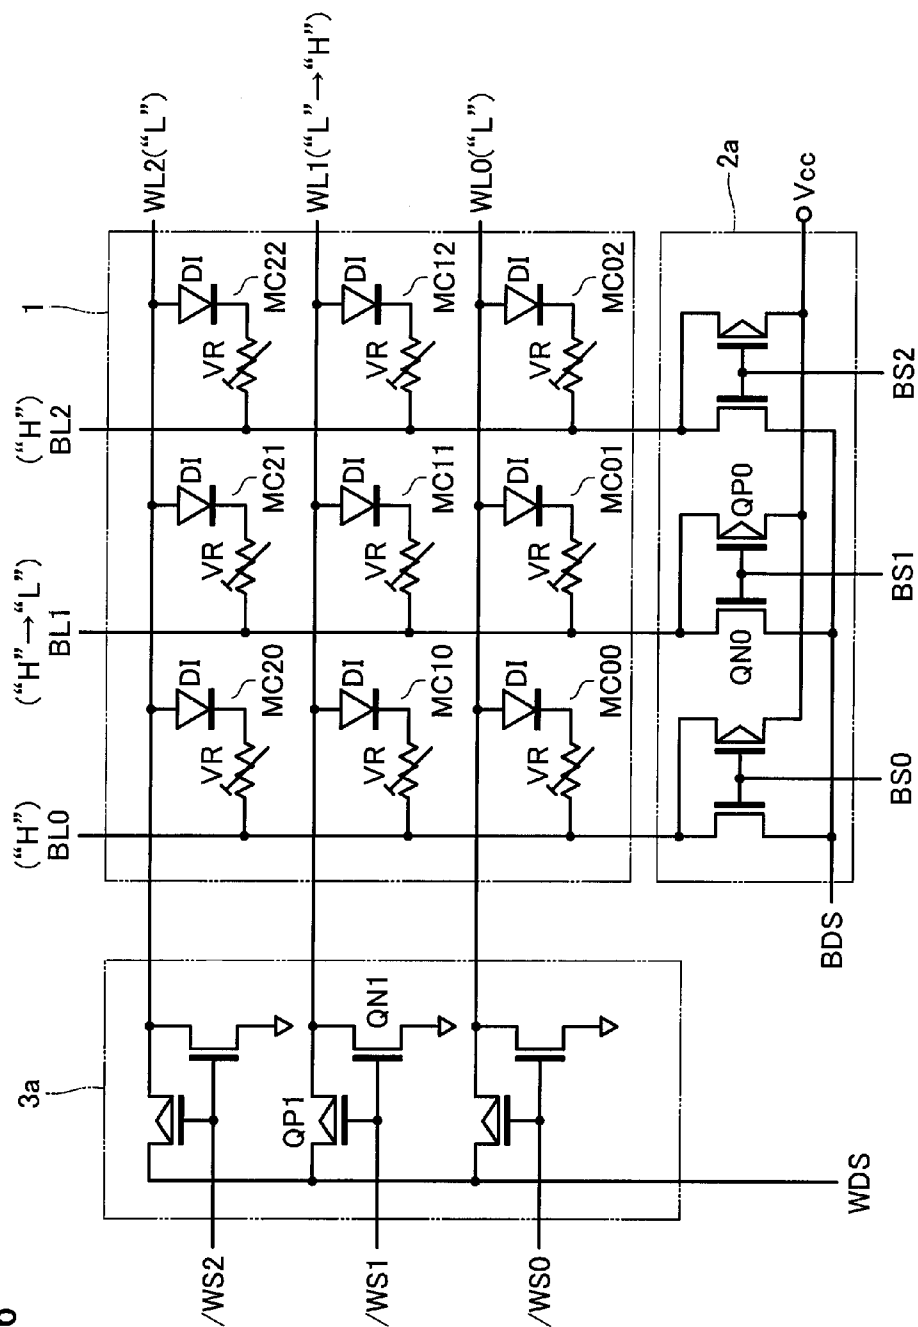 1
("H")
BL0
("H"→"L")
BL1
("H")
BL2
3a
WL2("L")
DI
VR
MC20
DI
VR
MC21
DI
VR
MC22
/WS2
QP1
QN1
WL1("L"→"H")
DI
VR
MC10
DI
VR
MC11
DI
VR
MC12
/WS1
WL0("L")
DI
VR
MC00
DI
VR
MC01
DI
VR
MC02
/WS0
WDS
2a
QN0
QP0
Vcc
BDS
BS0
BS1
BS2